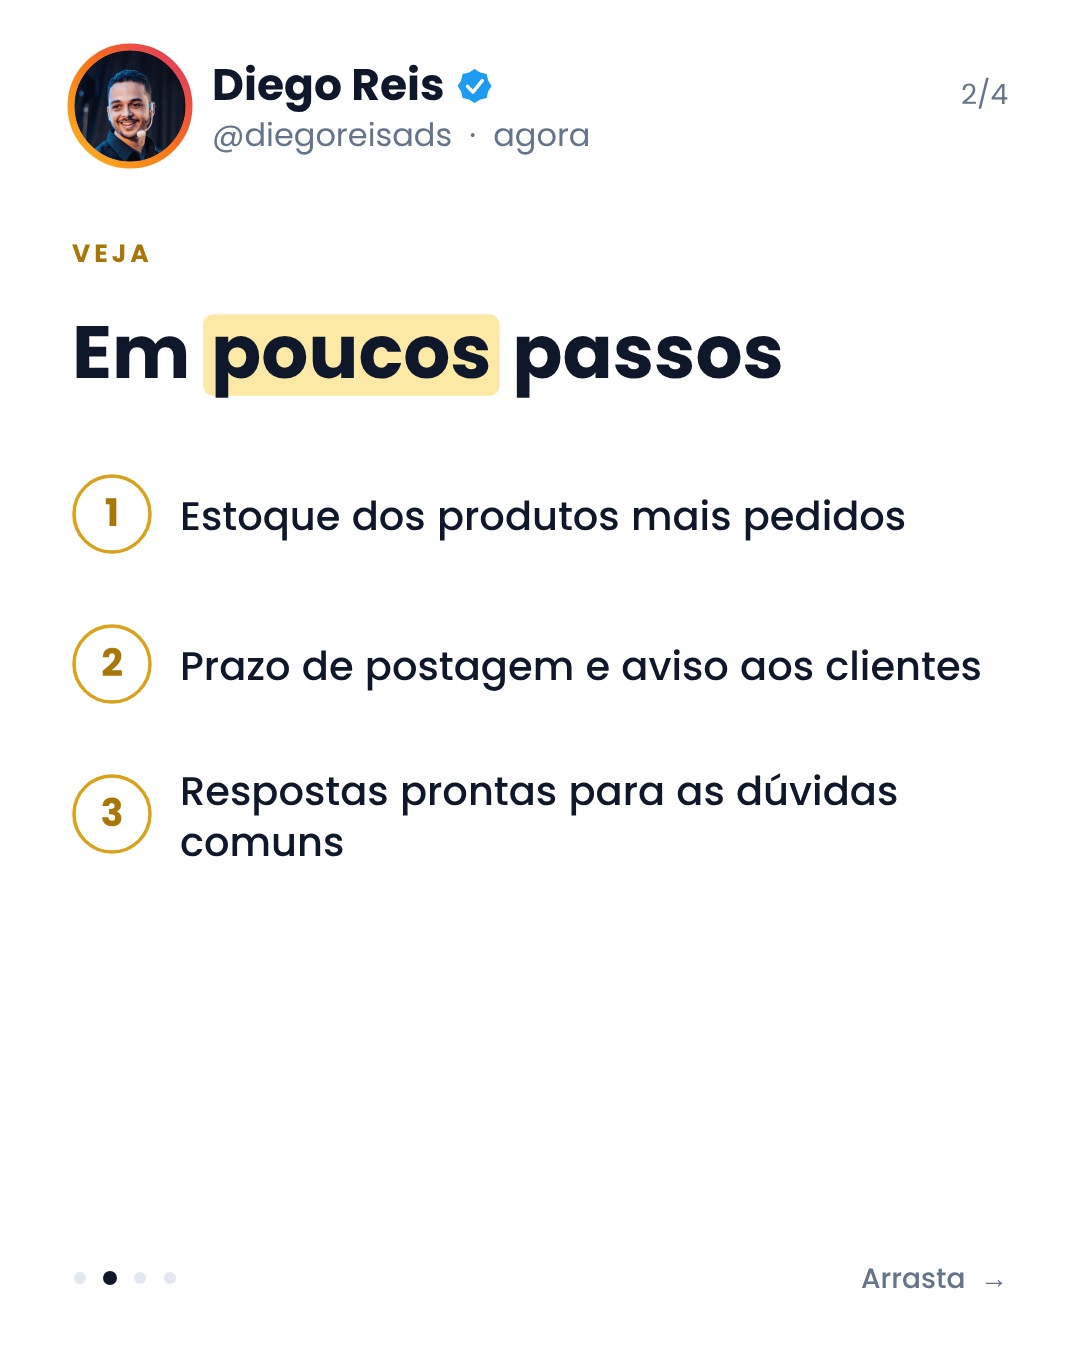 Diego Reis
2/4
@diegoreisads · agora
VEJA
Em poucos passos
1 Estoque dos produtos mais pedidos
2 Prazo de postagem e aviso aos clientes
3 Respostas prontas para as dúvidas
comuns
Arrasta →